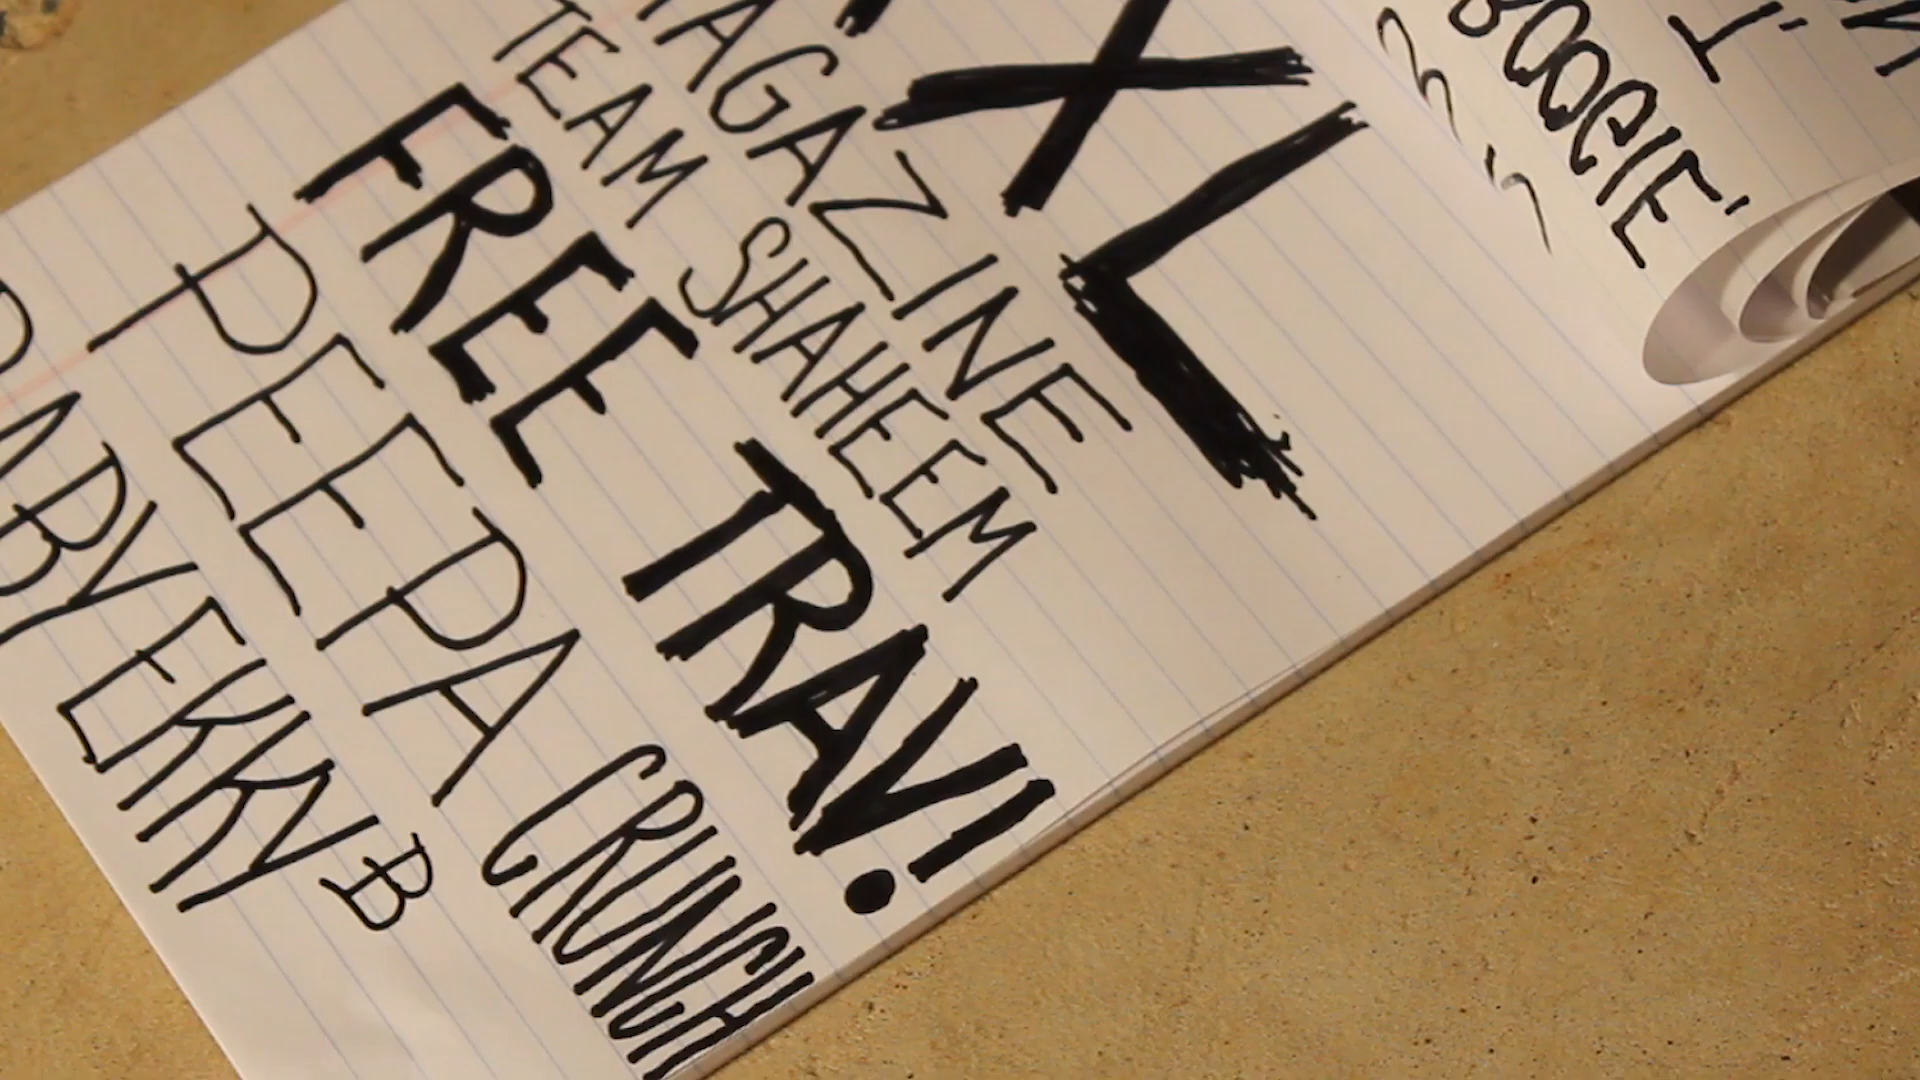 XL
MAGAZINE
TEAM SHAHEEM
FREE TRAV!
PEEPA CRUNCH
BABY EKKY B
BOOGIE'
I'